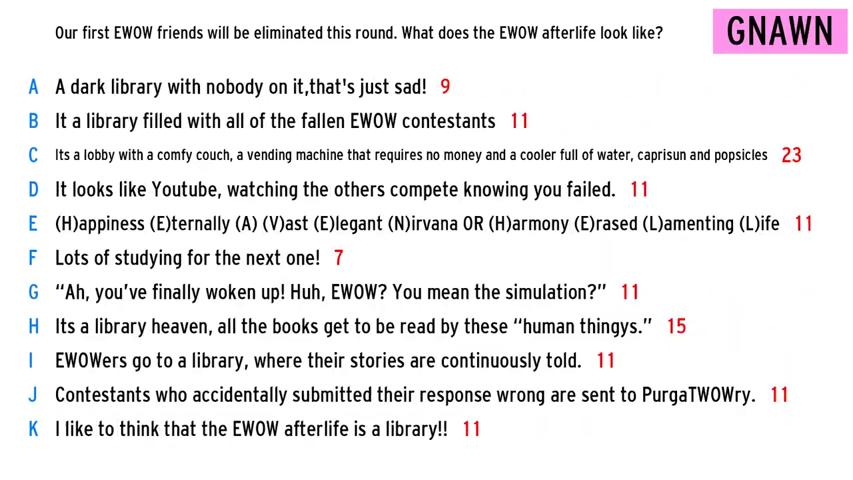 Our first EWOW friends will be eliminated this round. What does the EWOW afterlife look like?
GNAWN
A A dark library with nobody on it,that's just sad! 9
B It a library filled with all of the fallen EWOW contestants 11
C Its a lobby with a comfy couch, a vending machine that requires no money and a cooler full of water, caprisun and popsicles 23
D It looks like Youtube, watching the others compete knowing you failed. 11
E (H)appiness (E)ternally (A) (V)ast (E)legant (N)irvana OR (H)armony (E)rased (L)amenting (L)ife 11
F Lots of studying for the next one! 7
G “Ah, you’ve finally woken up! Huh, EWOW? You mean the simulation?” 11
H Its a library heaven, all the books get to be read by these “human thingys.” 15
I EWOWers go to a library, where their stories are continuously told. 11
J Contestants who accidentally submitted their response wrong are sent to PurgaTWOWry. 11
K I like to think that the EWOW afterlife is a library!! 11